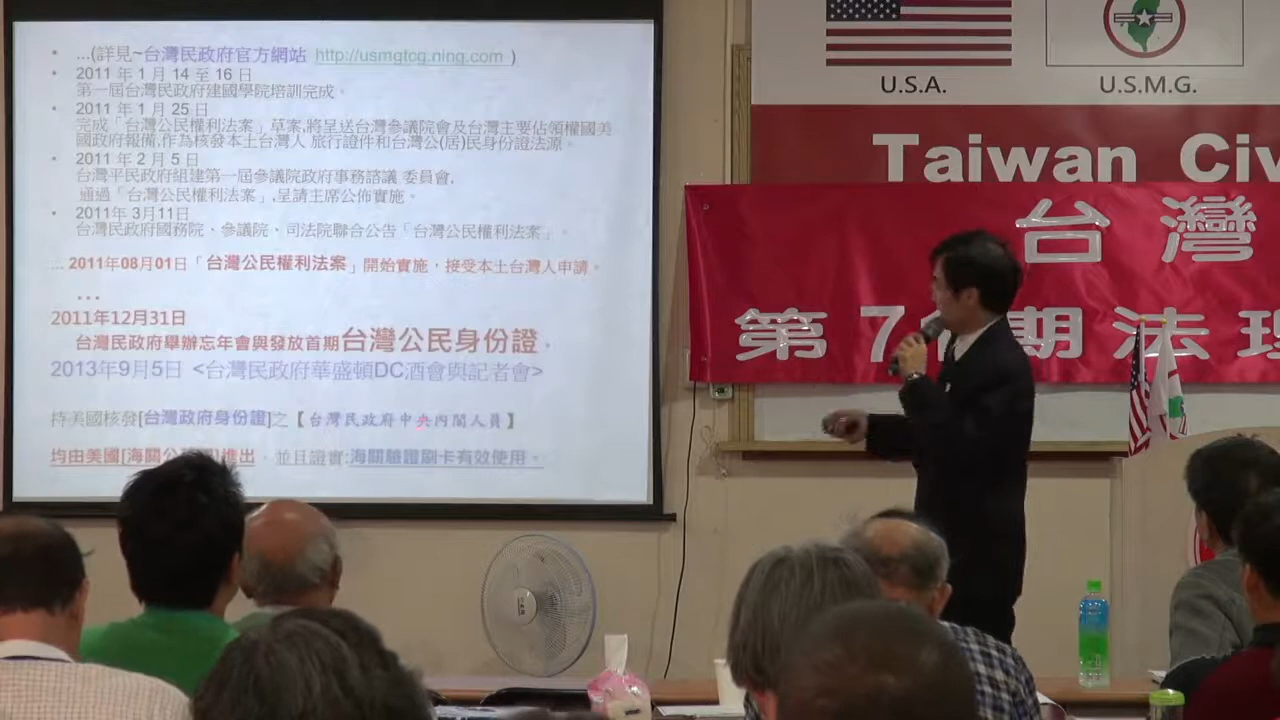 ...(詳見~台灣民政府官方網站 http://usmgtcg.ning.com )
2011 年 1 月 14 至 16 日
第一屆台灣民政府建國學院培訓完成。
2011 年 1 月 25 日
完成「台灣公民權利法案」草案,將呈送台灣參議院會及台灣主要佔領權國美
國政府報備,作為核發本土台灣人 旅行證件和台灣公(居)民身份證法源。
2011 年 2 月 5 日
台灣平民政府組建第一屆參議院政府事務諮議 委員會,
通過「台灣公民權利法案」,呈請主席公佈實施。
2011年 3月11日
台灣民政府國務院、參議院、司法院聯合公告「台灣公民權利法案」。
... 2011年08月01日「台灣公民權利法案」開始實施，接受本土台灣人申請。
...
2011年12月31日
台灣民政府舉辦忘年會與發放首期台灣公民身份證。
2013年9月5日 <台灣民政府華盛頓DC酒會與記者會>
持美國核發[台灣政府身份證]之【台灣民政府中央內閣人員】
均由美國[海關公 ]進出。並且證實:海關驗證刷卡有效使用。
U.S.A.
U.S.M.G.
Taiwan Civ
台灣
第7 期法理